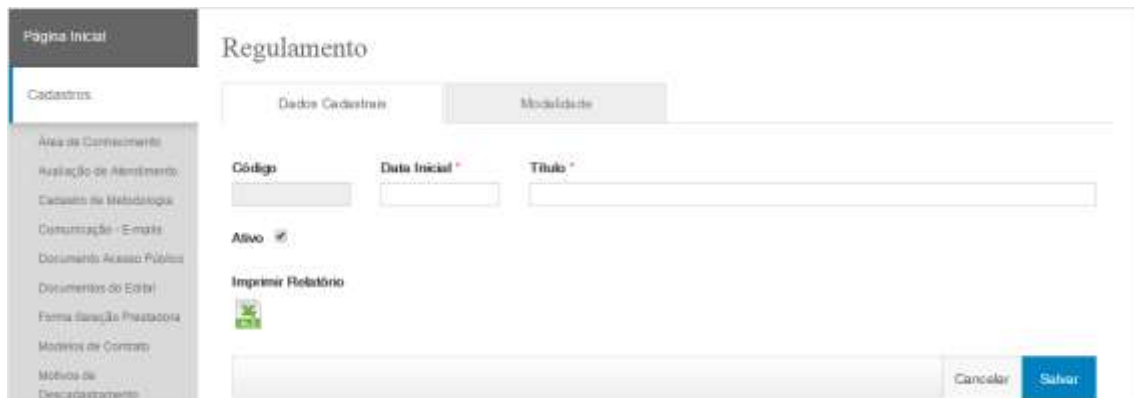 Página Inicial
Regulamento
Cadastros
Dados Cadastrais
Modalidade
Área de Conhecimento
Avaliação de Atendimento
Cadastro de Metodologia
Comunicação - E-mails
Documento Acesso Público
Documentos do Edital
Forma Seleção Prestadora
Modelos de Contrato
Motivos de
Descadastramento
Código
Data Inicial *
Título *
Ativo
Imprimir Relatório
Cancelar
Salvar